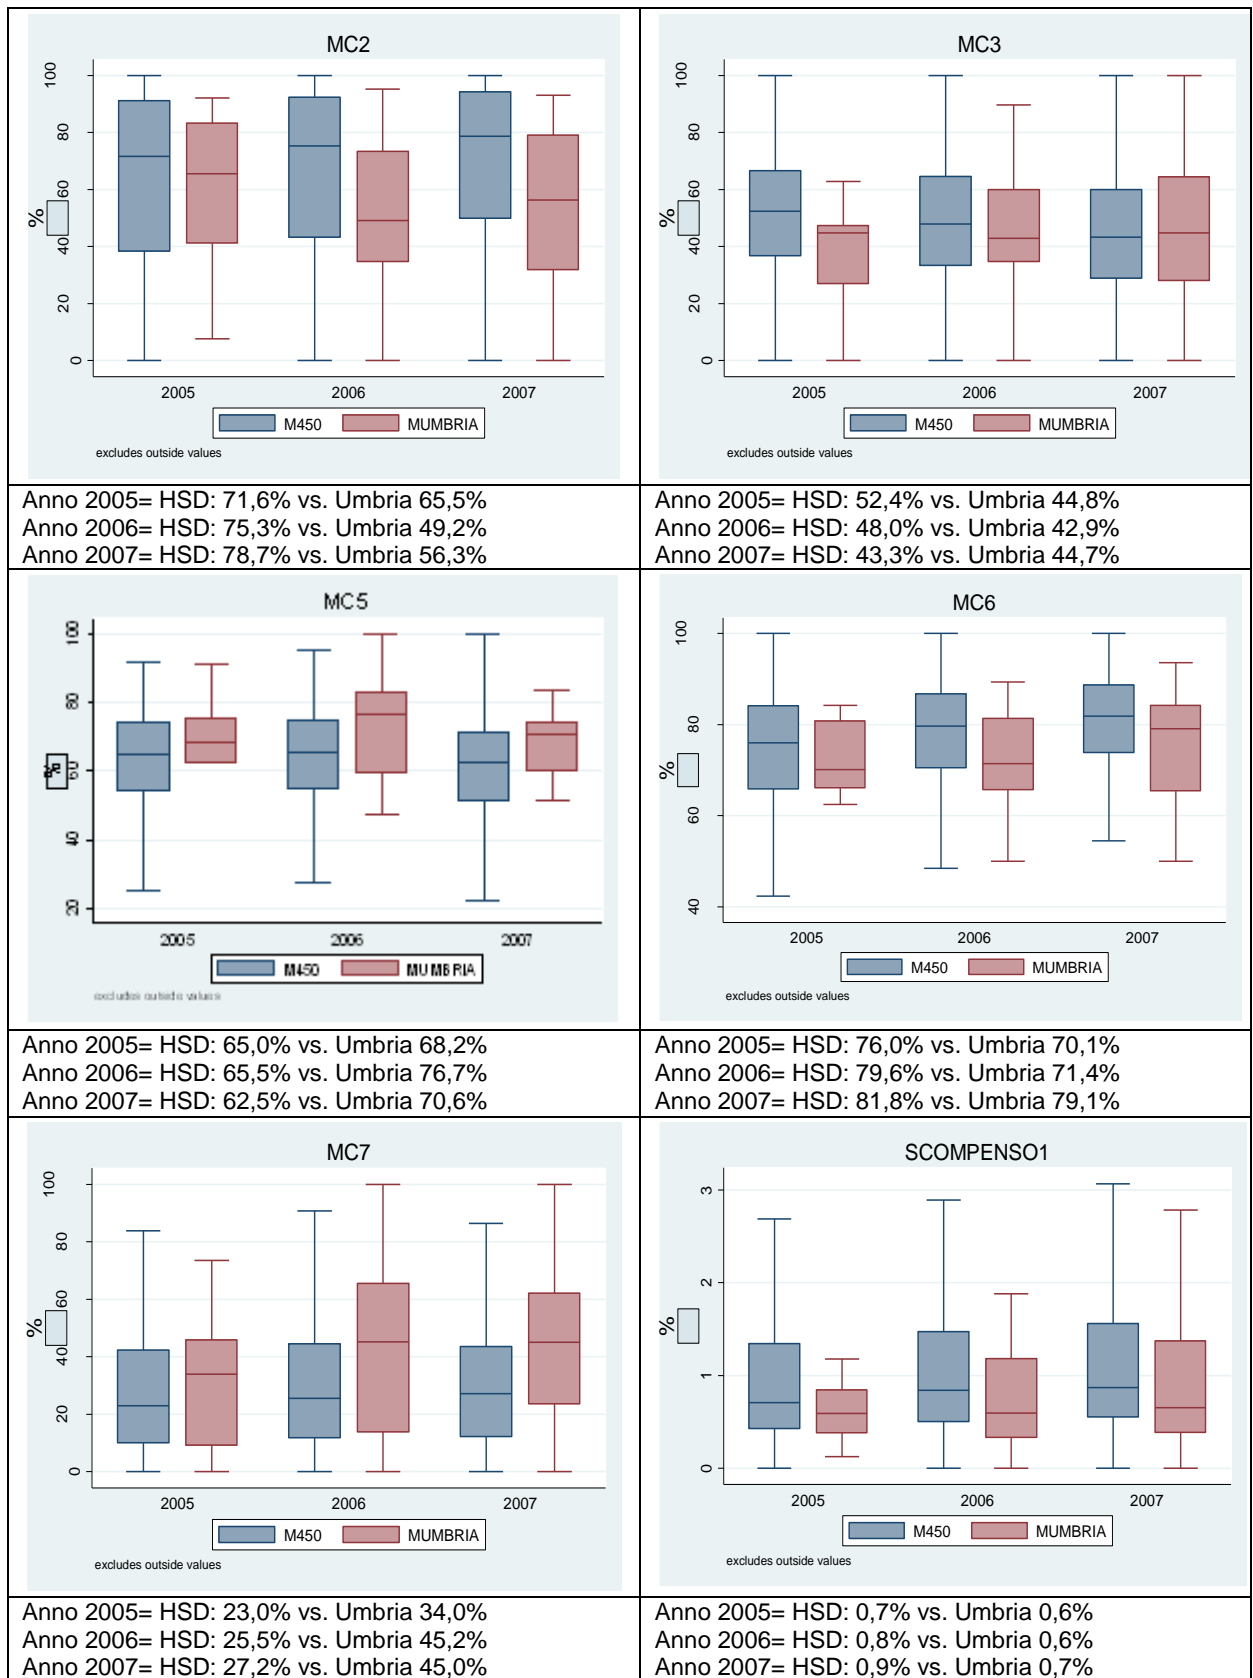 MC2
100
80
60
40
20
0
%
2005 2006 2007
M450 MUMBRIA
excludes outside values
Anno 2005= HSD: 71,6% vs. Umbria 65,5%
Anno 2006= HSD: 75,3% vs. Umbria 49,2%
Anno 2007= HSD: 78,7% vs. Umbria 56,3%
MC3
100
80
60
40
20
0
%
2005 2006 2007
M450 MUMBRIA
excludes outside values
Anno 2005= HSD: 52,4% vs. Umbria 44,8%
Anno 2006= HSD: 48,0% vs. Umbria 42,9%
Anno 2007= HSD: 43,3% vs. Umbria 44,7%
MC5
100
80
60
40
20
%
2005 2006 2007
M450 MUMBRIA
excludes outside values
Anno 2005= HSD: 65,0% vs. Umbria 68,2%
Anno 2006= HSD: 65,5% vs. Umbria 76,7%
Anno 2007= HSD: 62,5% vs. Umbria 70,6%
MC6
100
80
60
40
%
2005 2006 2007
M450 MUMBRIA
excludes outside values
Anno 2005= HSD: 76,0% vs. Umbria 70,1%
Anno 2006= HSD: 79,6% vs. Umbria 71,4%
Anno 2007= HSD: 81,8% vs. Umbria 79,1%
MC7
100
80
60
40
20
0
%
2005 2006 2007
M450 MUMBRIA
excludes outside values
Anno 2005= HSD: 23,0% vs. Umbria 34,0%
Anno 2006= HSD: 25,5% vs. Umbria 45,2%
Anno 2007= HSD: 27,2% vs. Umbria 45,0%
SCOMPENSO1
3
2
1
0
%
2005 2006 2007
M450 MUMBRIA
excludes outside values
Anno 2005= HSD: 0,7% vs. Umbria 0,6%
Anno 2006= HSD: 0,8% vs. Umbria 0,6%
Anno 2007= HSD: 0,9% vs. Umbria 0,7%